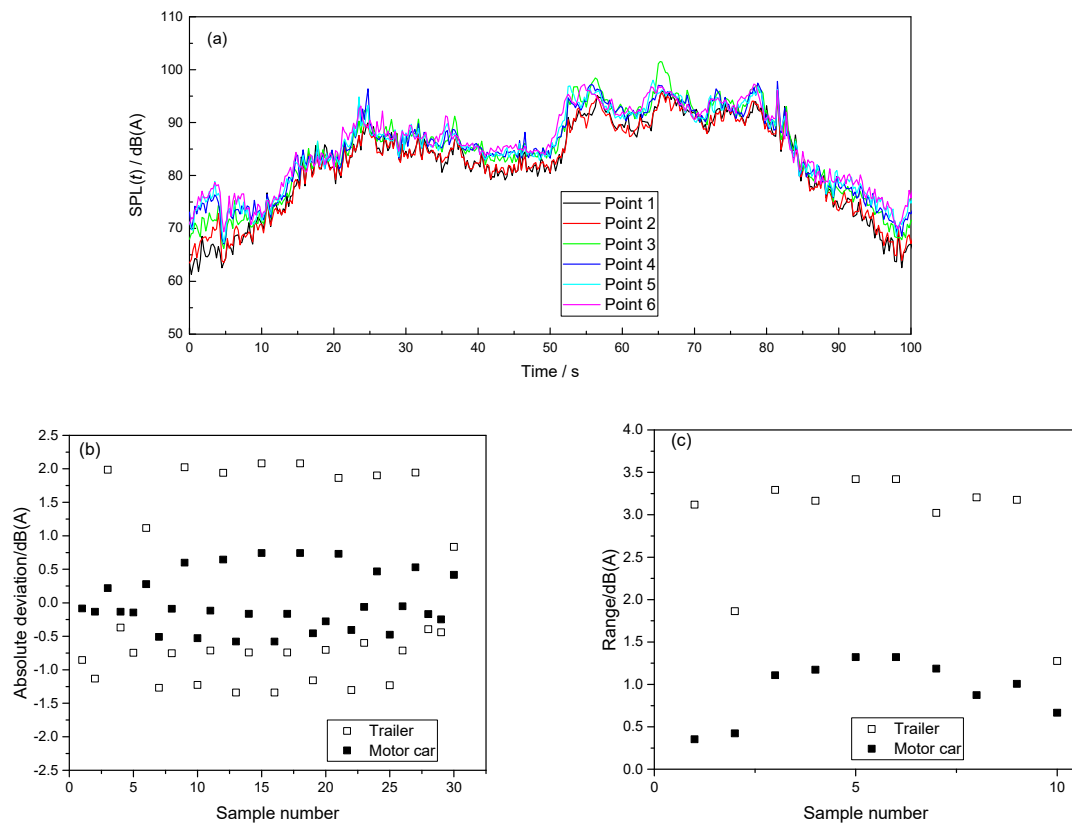 (a)
SPL(t) / dB(A)
110
100
90
80
70
60
50
Point 1
Point 2
Point 3
Point 4
Point 5
Point 6
0 10 20 30 40 50 60 70 80 90 100
Time / s
(b)
Absolute deviation/dB(A)
2.5
2.0
1.5
1.0
0.5
0.0
-0.5
-1.0
-1.5
-2.0
-2.5
Trailer
Motor car
0 5 10 15 20 25 30
Sample number
(c)
Range/dB(A)
4.0
3.5
3.0
2.5
2.0
1.5
1.0
0.5
0.0
Trailer
Motor car
0 5 10
Sample number